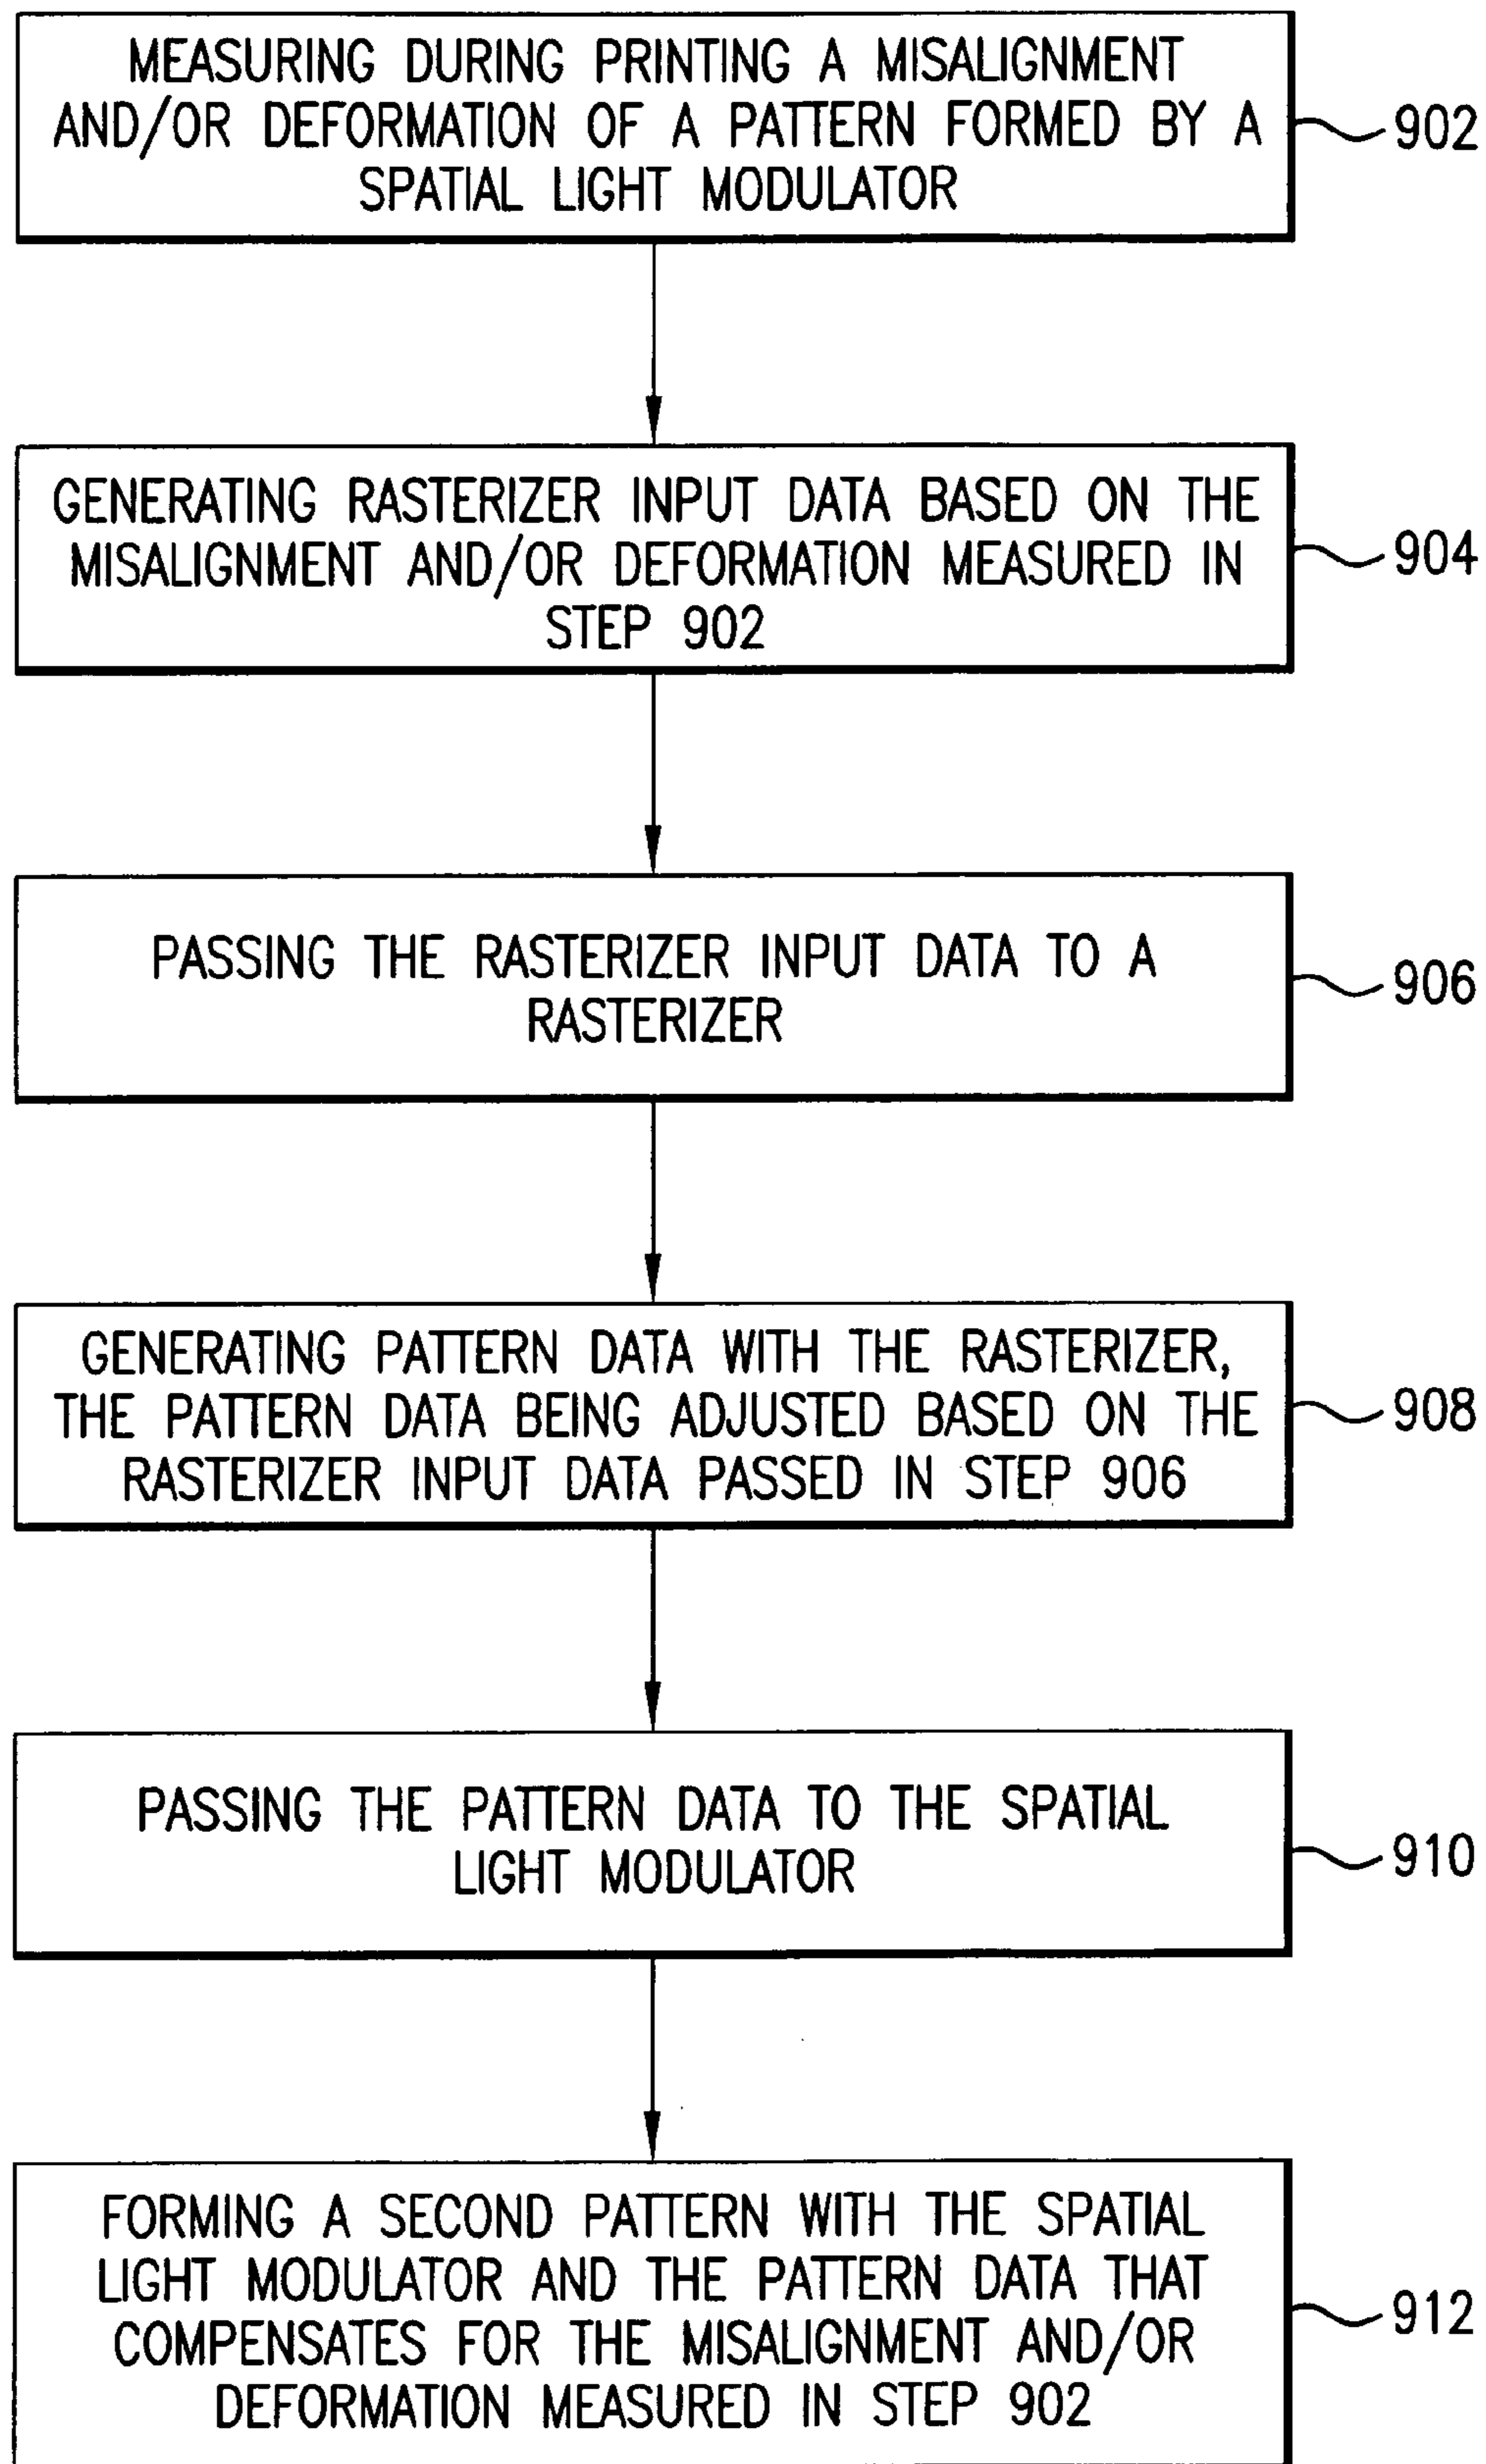 MEASURING DURING PRINTING A MISALIGNMENT
AND/OR DEFORMATION OF A PATTERN FORMED BY A
SPATIAL LIGHT MODULATOR
902
GENERATING RASTERIZER INPUT DATA BASED ON THE
MISALIGNMENT AND/OR DEFORMATION MEASURED IN
STEP 902
904
PASSING THE RASTERIZER INPUT DATA TO A
RASTERIZER
906
GENERATING PATTERN DATA WITH THE RASTERIZER,
THE PATTERN DATA BEING ADJUSTED BASED ON THE
RASTERIZER INPUT DATA PASSED IN STEP 906
908
PASSING THE PATTERN DATA TO THE SPATIAL
LIGHT MODULATOR
910
FORMING A SECOND PATTERN WITH THE SPATIAL
LIGHT MODULATOR AND THE PATTERN DATA THAT
COMPENSATES FOR THE MISALIGNMENT AND/OR
DEFORMATION MEASURED IN STEP 902
912